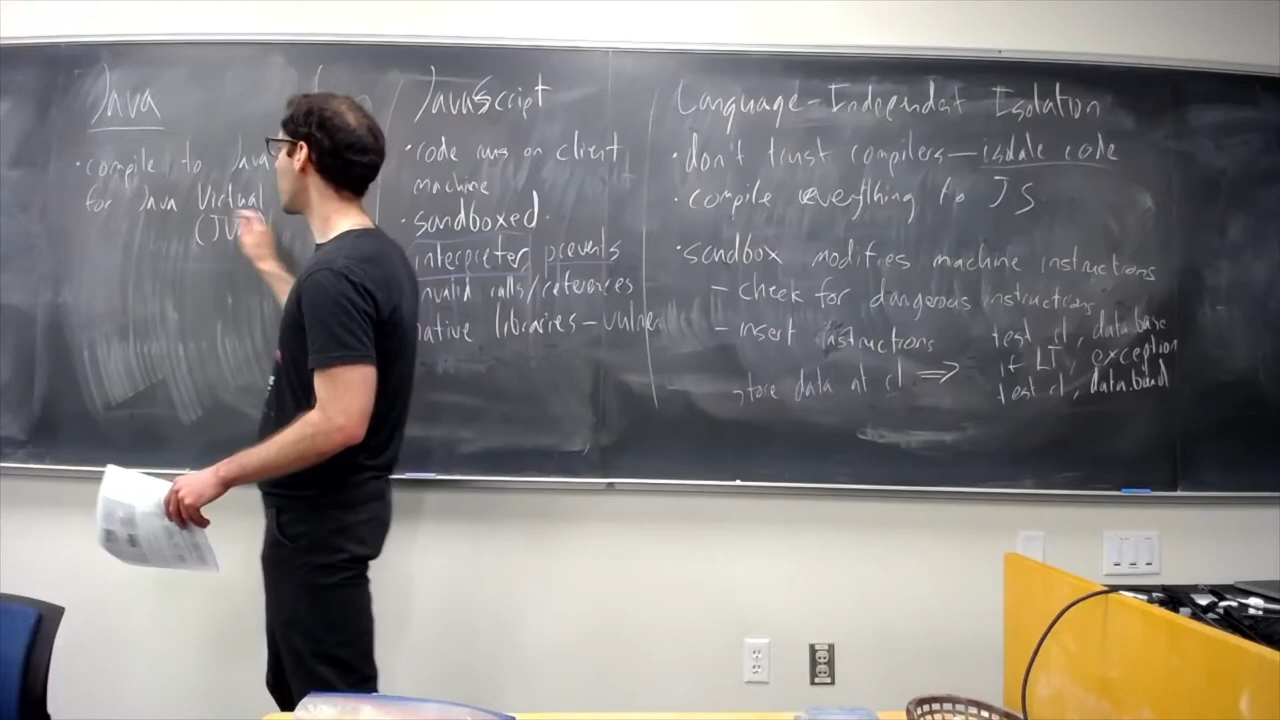 Java
• compile to Java
for Java Virtual
(JV
JavaScript
• code runs on client
machine
• sandboxed
interpreter prevents
invalid calls/references
native libraries – vulner
Language-Independent Isolation
• don't trust compilers – isolate code
• compile everything to JS
• sandbox modifies machine instructions
– check for dangerous instructions
– insert instructions
store data at cl ⇒
test cl, data.base
if LT, exception
test cl, data.bound